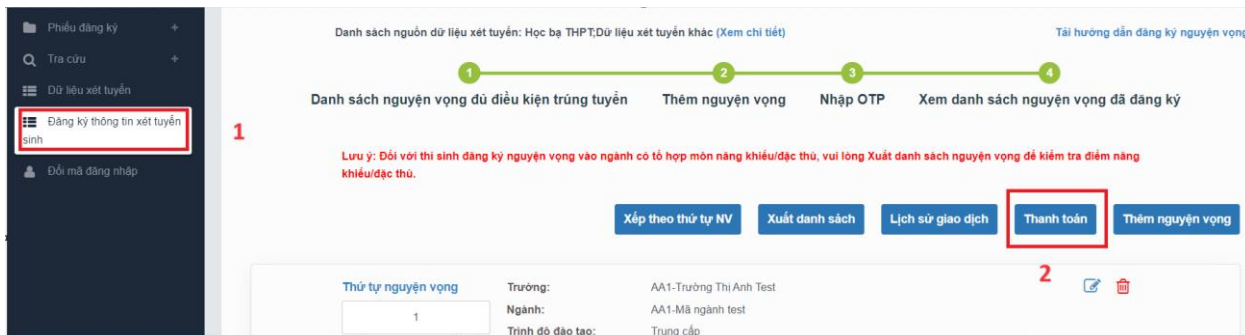 Phiếu đăng ký +
Tra cứu +
Dữ liệu xét tuyển
Đăng ký thông tin xét tuyển
sinh
Đổi mã đăng nhập
1
Danh sách nguồn dữ liệu xét tuyển: Học bạ THPT;Dữ liệu xét tuyển khác (Xem chi tiết)
Tải hướng dẫn đăng ký nguyện vọng
1 2 3 4
Danh sách nguyện vọng đủ điều kiện trúng tuyển Thêm nguyện vọng Nhập OTP Xem danh sách nguyện vọng đã đăng ký
Lưu ý: Đối với thí sinh đăng ký nguyện vọng vào ngành có tổ hợp môn năng khiếu/đặc thù, vui lòng Xuất danh sách nguyện vọng để kiểm tra điểm năng
khiếu/đặc thù.
Xếp theo thứ tự NV Xuất danh sách Lịch sử giao dịch Thanh toán Thêm nguyện vọng
2
Thứ tự nguyện vọng
1
Trường: AA1-Trường Thị Anh Test
Ngành: AA1-Mã ngành test
Trình độ đào tạo: Trung cấp